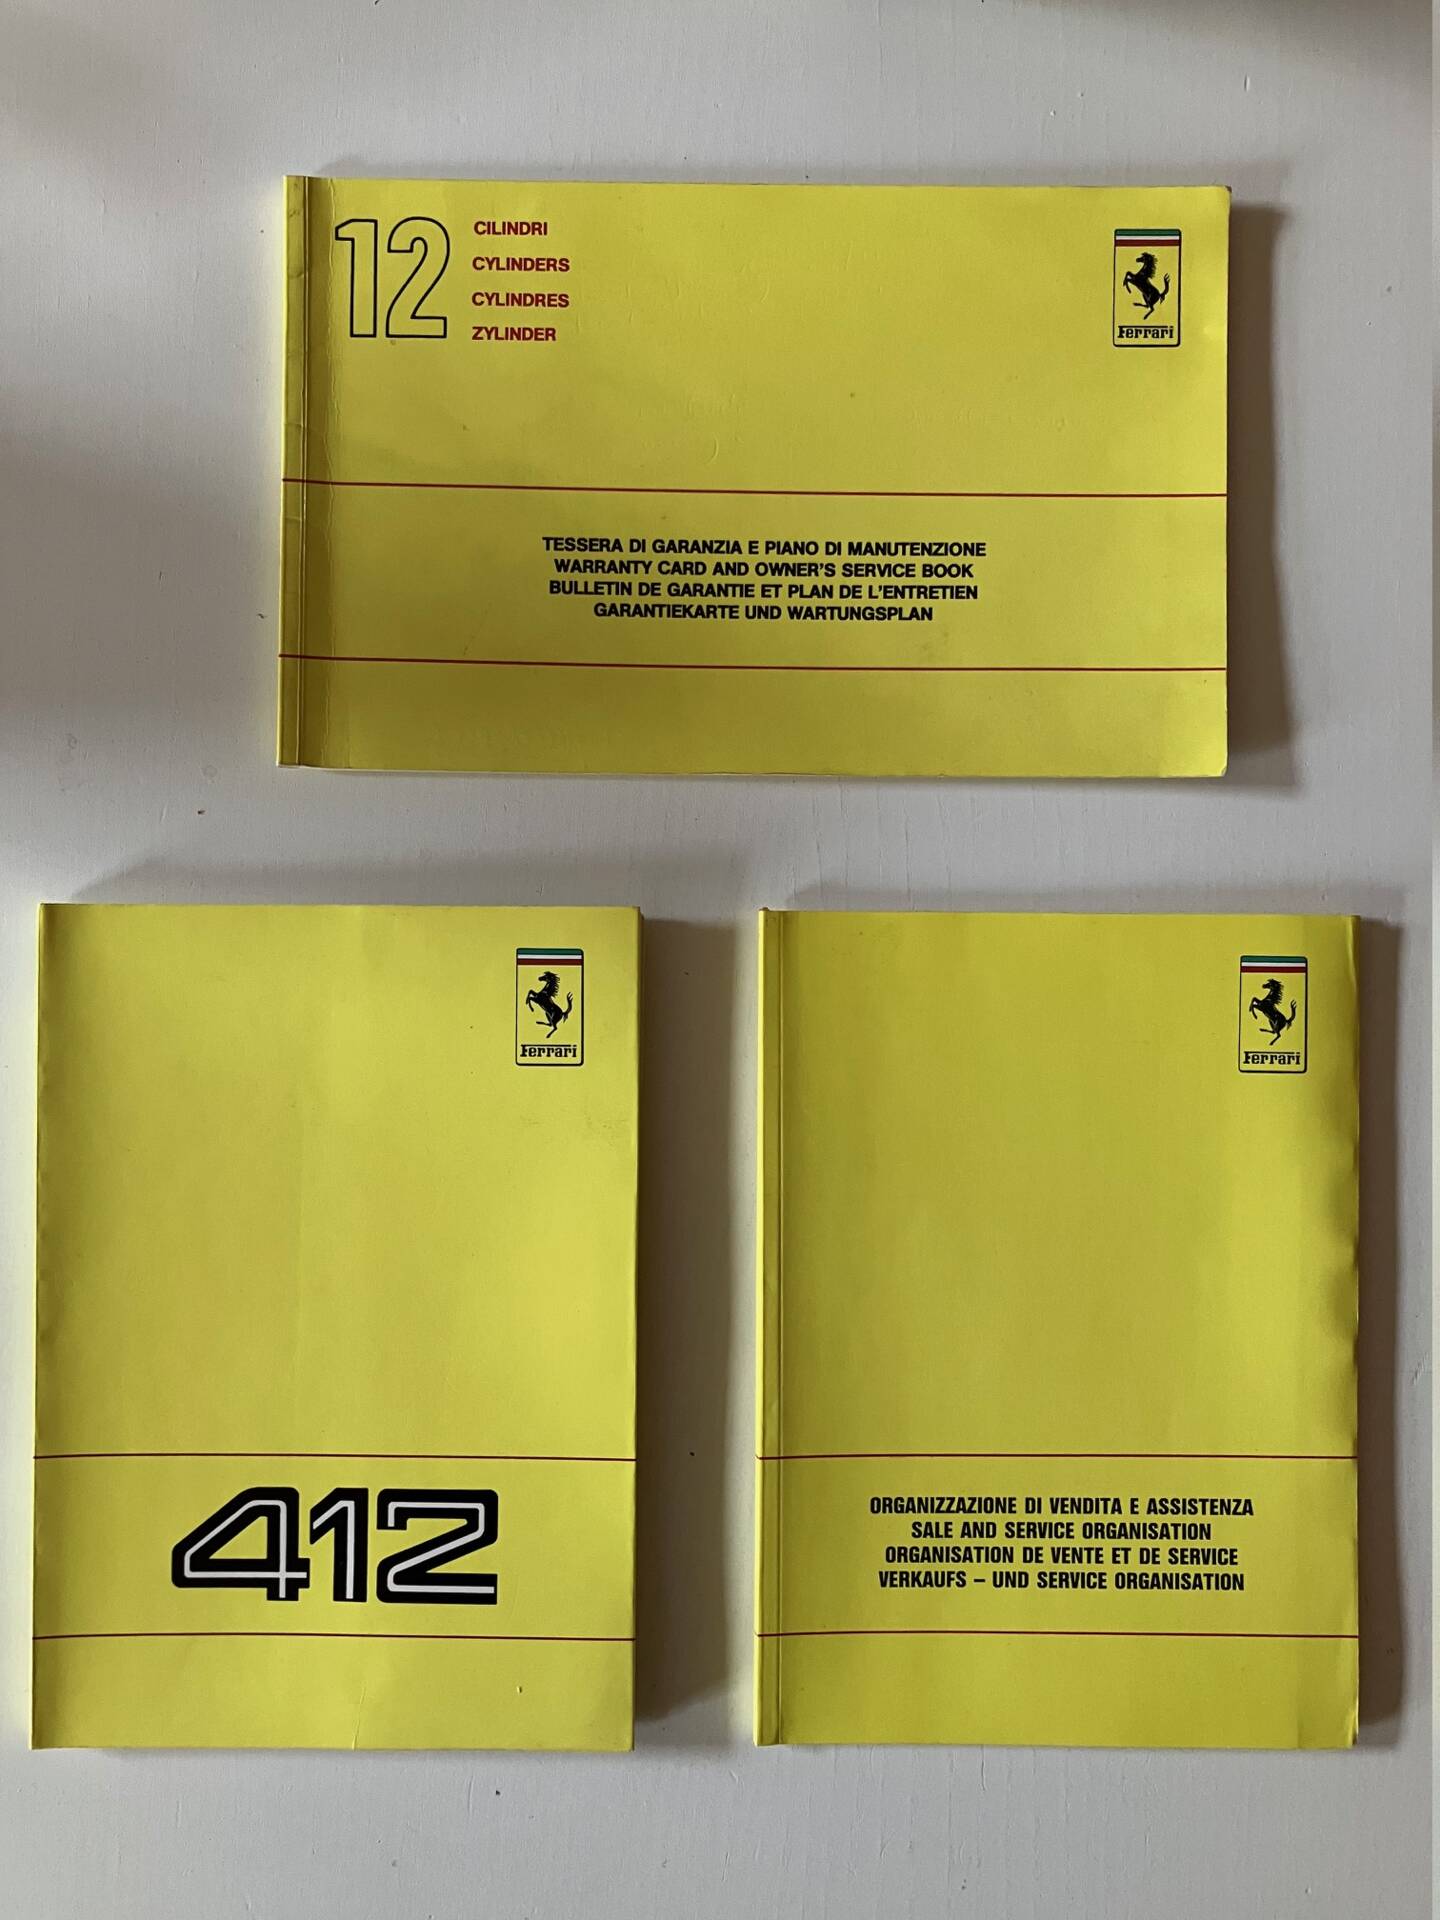 12
CILINDRI
CYLINDERS
CYLINDRES
ZYLINDER
Ferrari
TESSERA DI GARANZIA E PIANO DI MANUTENZIONE
WARRANTY CARD AND OWNER'S SERVICE BOOK
BULLETIN DE GARANTIE ET PLAN DE L'ENTRETIEN
GARANTIEKARTE UND WARTUNGSPLAN
Ferrari
412
Ferrari
ORGANIZZAZIONE DI VENDITA E ASSISTENZA
SALE AND SERVICE ORGANISATION
ORGANISATION DE VENTE ET DE SERVICE
VERKAUFS – UND SERVICE ORGANISATION